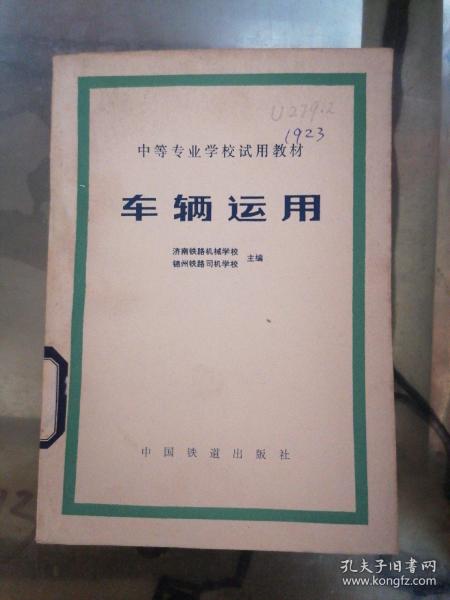 U279.2
1923
中等专业学校试用教材
车辆运用
济南铁路机械学校
锦州铁路司机学校
主编
中国铁道出版社
孔夫子旧书网
www.kongfz.com